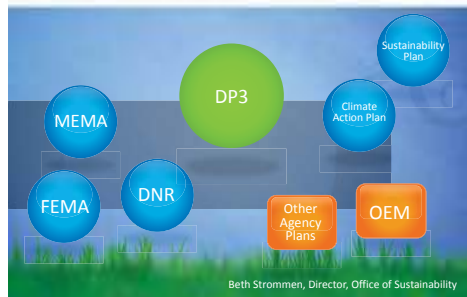 Sustainability
Plan
DP3
Climate
Action Plan
MEMA
DNR
FEMA
Other
Agency
Plans
OEM
Beth Strommen, Director, Office of Sustainability